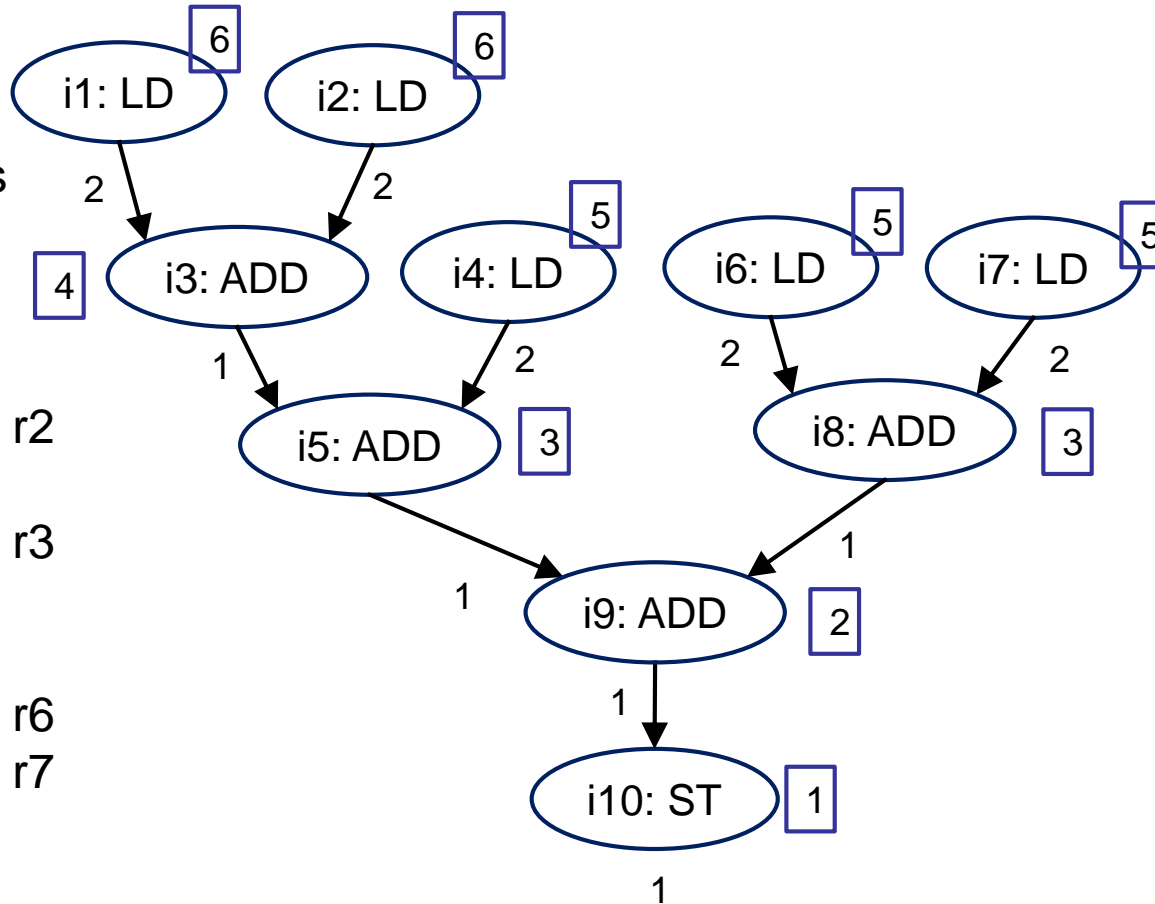 6 6
i1: LD i2: LD
s 2 2 5 5 5
4 i3: ADD i4: LD i6: LD i7: LD
1 2 2 2
r2 i5: ADD 3 i8: ADD 3
r3 1 1
i9: ADD 2
r6 1
r7 i10: ST 1
1